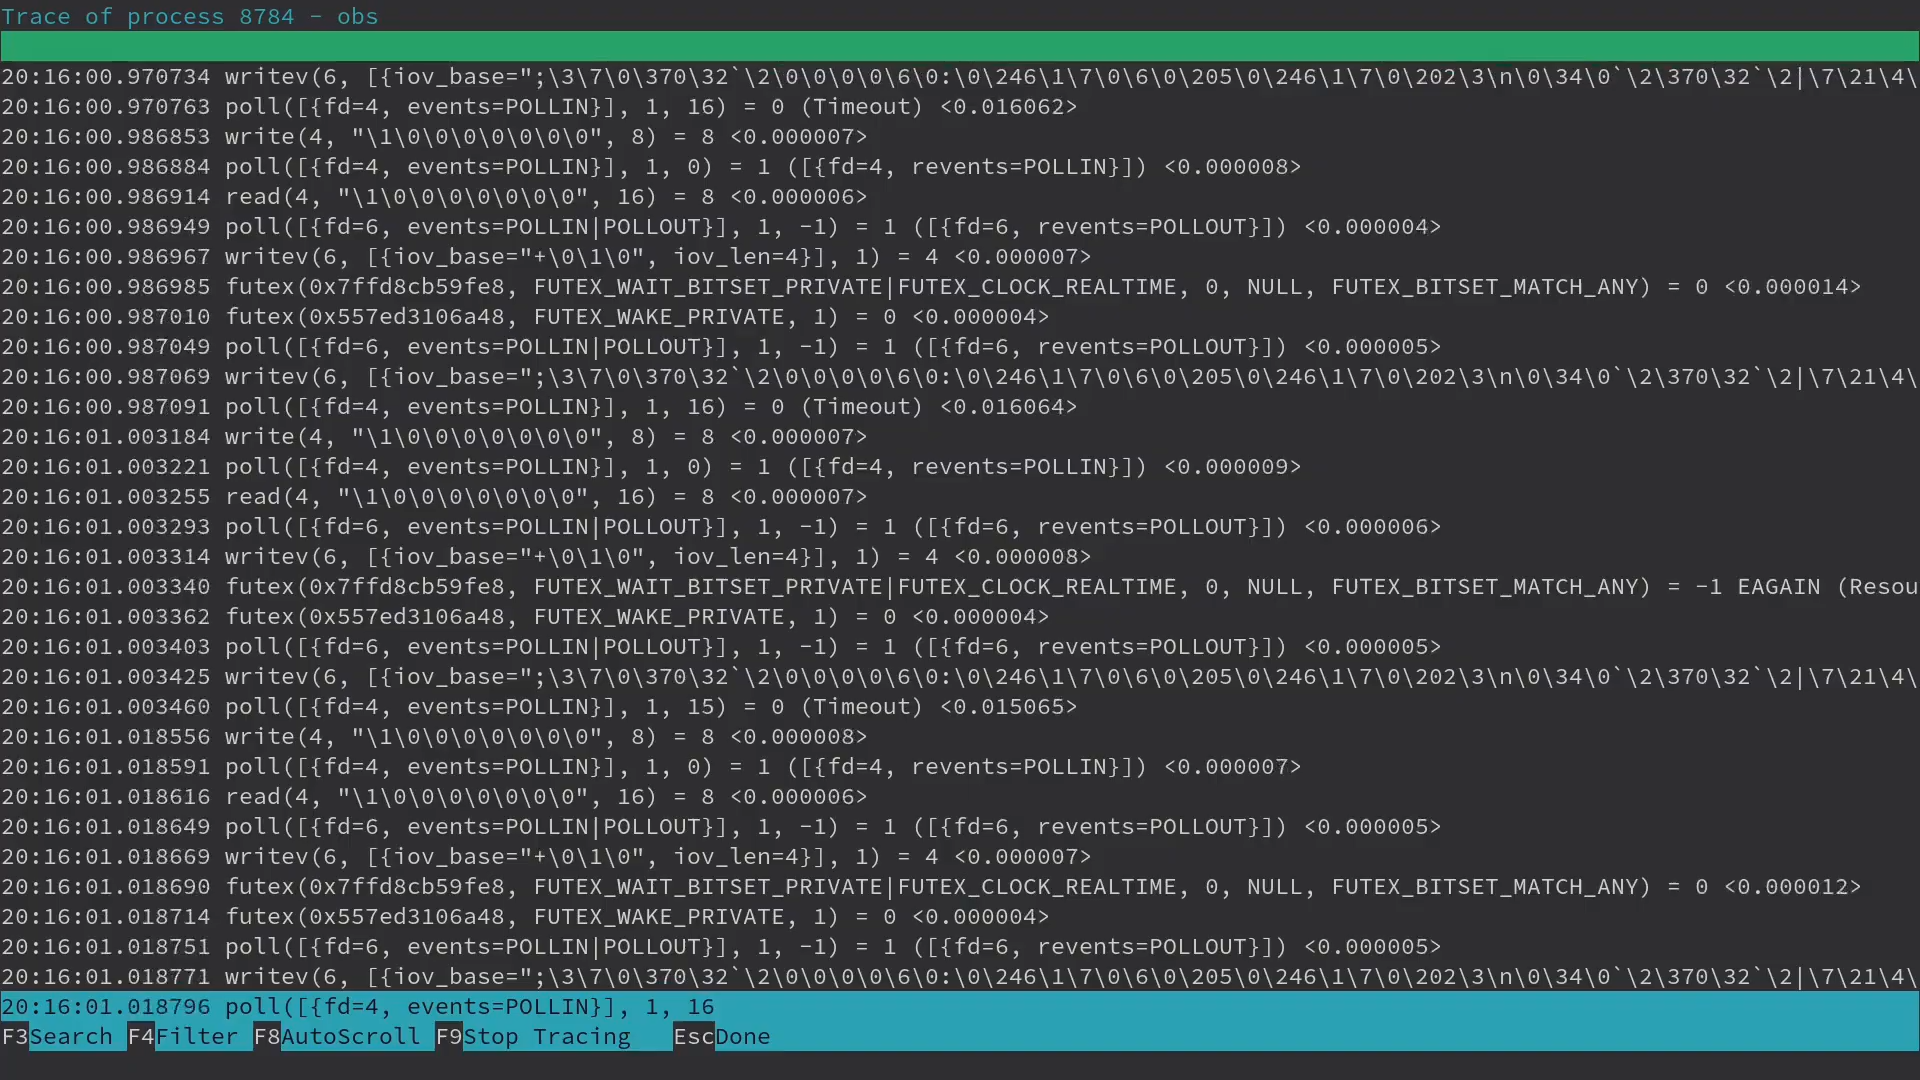 Trace of process 8784 - obs
20:16:00.970734 writev(6, [{iov_base=";\3\7\0\370\32`\2\0\0\0\0\6\0:\0\246\1\7\0\6\0\205\0\246\1\7\0\202\3\n\0\34\0`\2\370\32`\2|\7\21\4\
20:16:00.970763 poll([{fd=4, events=POLLIN}], 1, 16) = 0 (Timeout) <0.016062>
20:16:00.986853 write(4, "\1\0\0\0\0\0\0\0", 8) = 8 <0.000007>
20:16:00.986884 poll([{fd=4, events=POLLIN}], 1, 0) = 1 ([{fd=4, revents=POLLIN}]) <0.000008>
20:16:00.986914 read(4, "\1\0\0\0\0\0\0\0", 16) = 8 <0.000006>
20:16:00.986949 poll([{fd=6, events=POLLIN|POLLOUT}], 1, -1) = 1 ([{fd=6, revents=POLLOUT}]) <0.000004>
20:16:00.986967 writev(6, [{iov_base="+\0\1\0", iov_len=4}], 1) = 4 <0.000007>
20:16:00.986985 futex(0x7ffd8cb59fe8, FUTEX_WAIT_BITSET_PRIVATE|FUTEX_CLOCK_REALTIME, 0, NULL, FUTEX_BITSET_MATCH_ANY) = 0 <0.000014>
20:16:00.987010 futex(0x557ed3106a48, FUTEX_WAKE_PRIVATE, 1) = 0 <0.000004>
20:16:00.987049 poll([{fd=6, events=POLLIN|POLLOUT}], 1, -1) = 1 ([{fd=6, revents=POLLOUT}]) <0.000005>
20:16:00.987069 writev(6, [{iov_base=";\3\7\0\370\32`\2\0\0\0\0\6\0:\0\246\1\7\0\6\0\205\0\246\1\7\0\202\3\n\0\34\0`\2\370\32`\2|\7\21\4\
20:16:00.987091 poll([{fd=4, events=POLLIN}], 1, 16) = 0 (Timeout) <0.016064>
20:16:01.003184 write(4, "\1\0\0\0\0\0\0\0", 8) = 8 <0.000007>
20:16:01.003221 poll([{fd=4, events=POLLIN}], 1, 0) = 1 ([{fd=4, revents=POLLIN}]) <0.000009>
20:16:01.003255 read(4, "\1\0\0\0\0\0\0\0", 16) = 8 <0.000007>
20:16:01.003293 poll([{fd=6, events=POLLIN|POLLOUT}], 1, -1) = 1 ([{fd=6, revents=POLLOUT}]) <0.000006>
20:16:01.003314 writev(6, [{iov_base="+\0\1\0", iov_len=4}], 1) = 4 <0.000008>
20:16:01.003340 futex(0x7ffd8cb59fe8, FUTEX_WAIT_BITSET_PRIVATE|FUTEX_CLOCK_REALTIME, 0, NULL, FUTEX_BITSET_MATCH_ANY) = -1 EAGAIN (Resou
20:16:01.003362 futex(0x557ed3106a48, FUTEX_WAKE_PRIVATE, 1) = 0 <0.000004>
20:16:01.003403 poll([{fd=6, events=POLLIN|POLLOUT}], 1, -1) = 1 ([{fd=6, revents=POLLOUT}]) <0.000005>
20:16:01.003425 writev(6, [{iov_base=";\3\7\0\370\32`\2\0\0\0\0\6\0:\0\246\1\7\0\6\0\205\0\246\1\7\0\202\3\n\0\34\0`\2\370\32`\2|\7\21\4\
20:16:01.003460 poll([{fd=4, events=POLLIN}], 1, 15) = 0 (Timeout) <0.015065>
20:16:01.018556 write(4, "\1\0\0\0\0\0\0\0", 8) = 8 <0.000008>
20:16:01.018591 poll([{fd=4, events=POLLIN}], 1, 0) = 1 ([{fd=4, revents=POLLIN}]) <0.000007>
20:16:01.018616 read(4, "\1\0\0\0\0\0\0\0", 16) = 8 <0.000006>
20:16:01.018649 poll([{fd=6, events=POLLIN|POLLOUT}], 1, -1) = 1 ([{fd=6, revents=POLLOUT}]) <0.000005>
20:16:01.018669 writev(6, [{iov_base="+\0\1\0", iov_len=4}], 1) = 4 <0.000007>
20:16:01.018690 futex(0x7ffd8cb59fe8, FUTEX_WAIT_BITSET_PRIVATE|FUTEX_CLOCK_REALTIME, 0, NULL, FUTEX_BITSET_MATCH_ANY) = 0 <0.000012>
20:16:01.018714 futex(0x557ed3106a48, FUTEX_WAKE_PRIVATE, 1) = 0 <0.000004>
20:16:01.018751 poll([{fd=6, events=POLLIN|POLLOUT}], 1, -1) = 1 ([{fd=6, revents=POLLOUT}]) <0.000005>
20:16:01.018771 writev(6, [{iov_base=";\3\7\0\370\32`\2\0\0\0\0\6\0:\0\246\1\7\0\6\0\205\0\246\1\7\0\202\3\n\0\34\0`\2\370\32`\2|\7\21\4\
20:16:01.018796 poll([{fd=4, events=POLLIN}], 1, 16
F3Search F4Filter F8AutoScroll F9Stop Tracing   EscDone